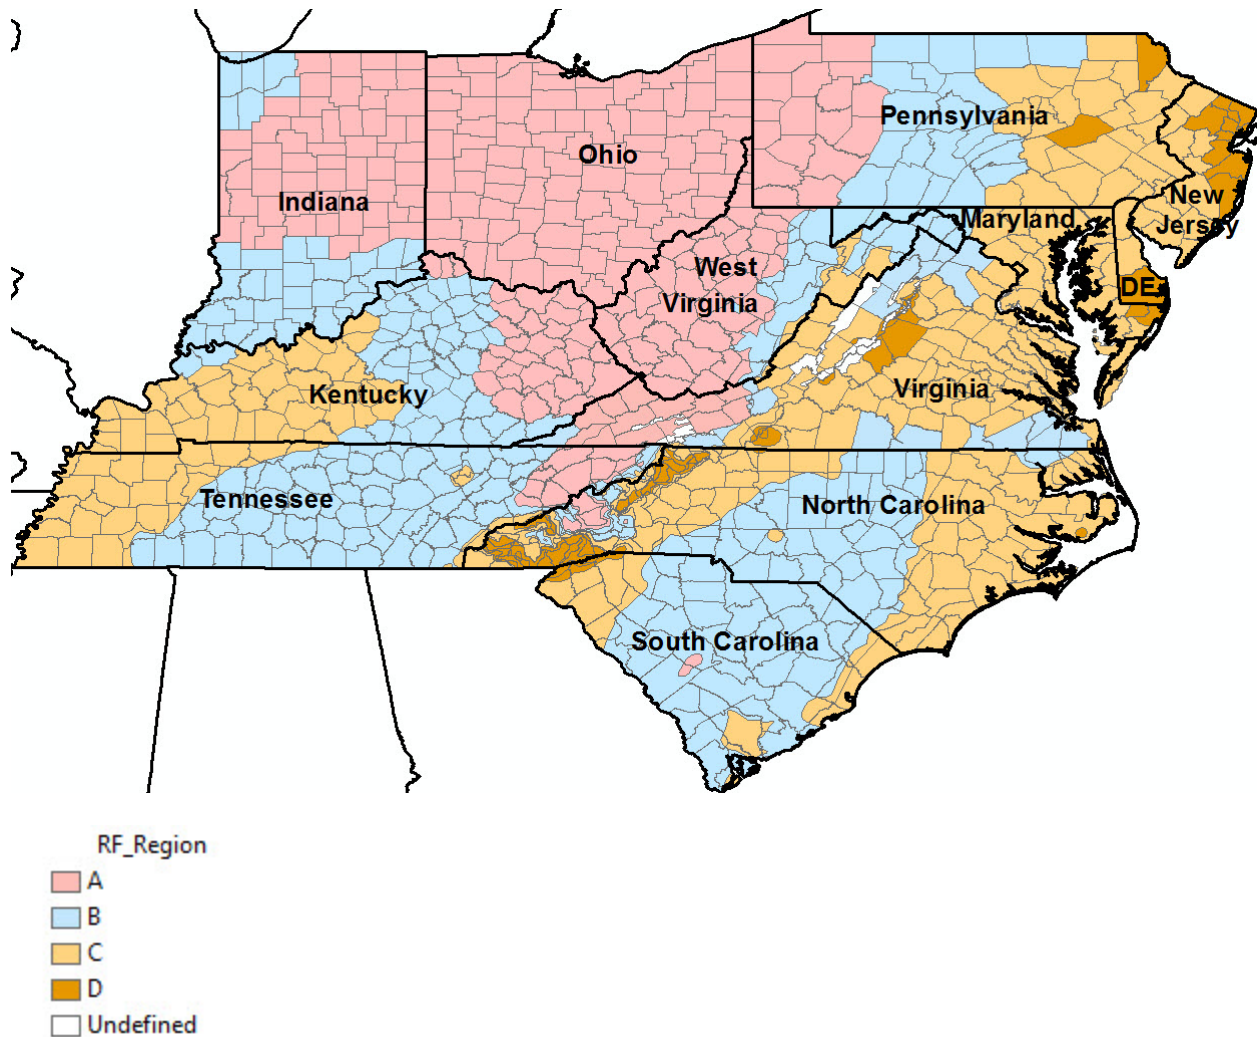 Pennsylvania
Ohio
Indiana
New
Jersey
Maryland
West
Virginia
DE
Kentucky
Virginia
Tennessee
North Carolina
South Carolina
RF_Region
A
B
C
D
Undefined